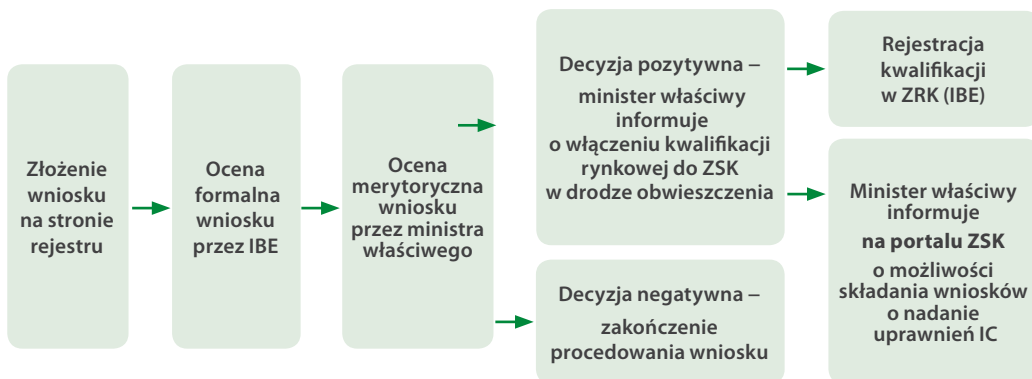 Złożenie
wniosku
na stronie
rejestru
Ocena
formalna
wniosku
przez IBE
Ocena
merytoryczna
wniosku
przez ministra
właściwego
Decyzja pozytywna –
minister właściwy
informuje
o włączeniu kwalifikacji
rynkowej do ZSK
w drodze obwieszczenia
Decyzja negatywna –
zakończenie
procedowania wniosku
Rejestracja
kwalifikacji
w ZRK (IBE)
Minister właściwy
informuje
na portalu ZSK
o możliwości
składania wniosków
o nadanie
uprawnień IC